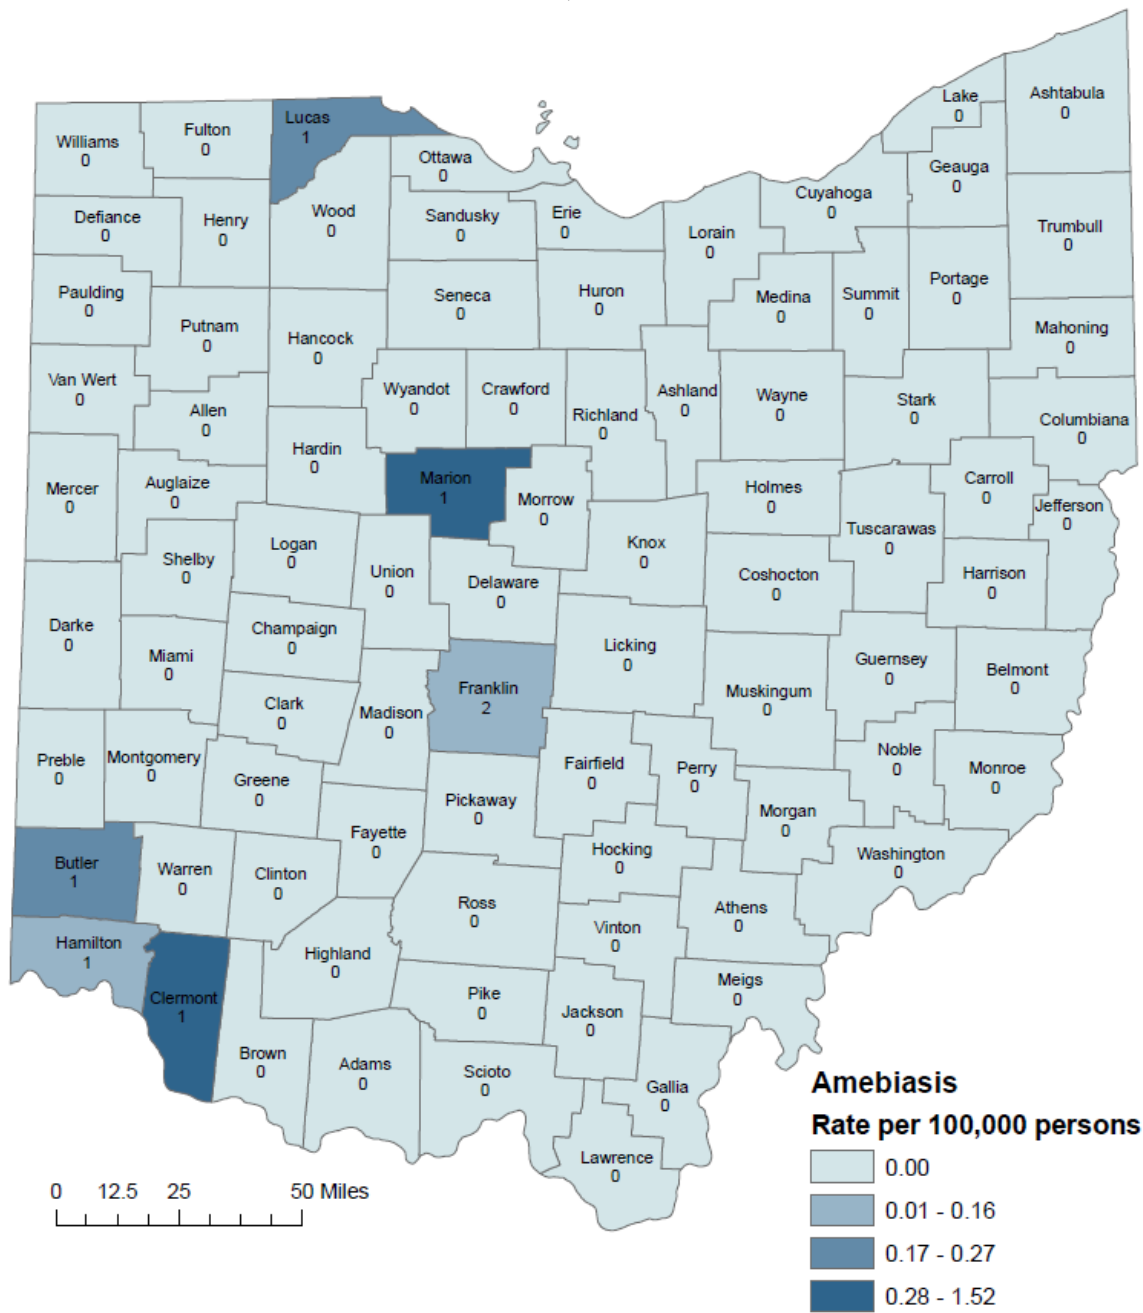 Lake
0
Ashtabula
0
Lucas
1
Fulton
0
Williams
0
Ottawa
0
Geauga
0
Cuyahoga
0
Defiance
0
Henry
0
Wood
0
Sandusky
0
Erie
0
Lorain
0
Trumbull
0
Paulding
0
Seneca
0
Huron
0
Medina
0
Summit
0
Portage
0
Putnam
0
Hancock
0
Mahoning
0
Van Wert
0
Allen
0
Wyandot
0
Crawford
0
Richland
0
Ashland
0
Wayne
0
Stark
0
Columbiana
0
Hardin
0
Mercer
0
Auglaize
0
Marion
1
Morrow
0
Holmes
0
Carroll
0
Jefferson
0
Tuscarawas
0
Shelby
0
Logan
0
Union
0
Delaware
0
Knox
0
Coshocton
0
Harrison
0
Darke
0
Miami
0
Champaign
0
Licking
0
Guernsey
0
Belmont
0
Clark
0
Madison
0
Franklin
2
Muskingum
0
Preble
0
Montgomery
0
Greene
0
Fairfield
0
Perry
0
Noble
0
Monroe
0
Pickaway
0
Morgan
0
Fayette
0
Butler
1
Warren
0
Clinton
0
Hocking
0
Washington
0
Ross
0
Athens
0
Vinton
0
Hamilton
1
Highland
0
Clermont
1
Pike
0
Jackson
0
Meigs
0
Brown
0
Adams
0
Scioto
0
Gallia
0
Lawrence
0
Amebiasis
Rate per 100,000 persons
0.00
0.01 - 0.16
0.17 - 0.27
0.28 - 1.52
0 12.5 25 50 Miles